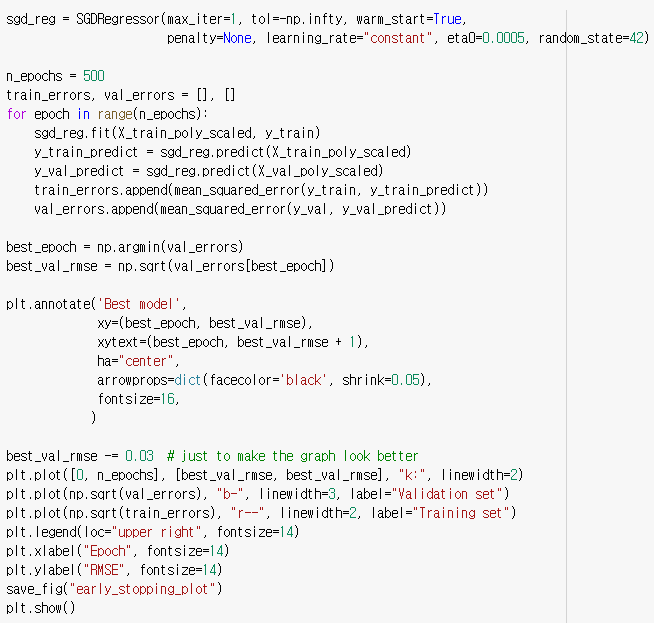 sgd_reg = SGDRegressor(max_iter=1, tol=-np.infty, warm_start=True,
                       penalty=None, learning_rate="constant", eta0=0.0005, random_state=42)

n_epochs = 500
train_errors, val_errors = [], []
for epoch in range(n_epochs):
    sgd_reg.fit(X_train_poly_scaled, y_train)
    y_train_predict = sgd_reg.predict(X_train_poly_scaled)
    y_val_predict = sgd_reg.predict(X_val_poly_scaled)
    train_errors.append(mean_squared_error(y_train, y_train_predict))
    val_errors.append(mean_squared_error(y_val, y_val_predict))

best_epoch = np.argmin(val_errors)
best_val_rmse = np.sqrt(val_errors[best_epoch])

plt.annotate('Best model',
             xy=(best_epoch, best_val_rmse),
             xytext=(best_epoch, best_val_rmse + 1),
             ha="center",
             arrowprops=dict(facecolor='black', shrink=0.05),
             fontsize=16,
            )

best_val_rmse -= 0.03  # just to make the graph look better
plt.plot([0, n_epochs], [best_val_rmse, best_val_rmse], "k:", linewidth=2)
plt.plot(np.sqrt(val_errors), "b-", linewidth=3, label="Validation set")
plt.plot(np.sqrt(train_errors), "r--", linewidth=2, label="Training set")
plt.legend(loc="upper right", fontsize=14)
plt.xlabel("Epoch", fontsize=14)
plt.ylabel("RMSE", fontsize=14)
save_fig("early_stopping_plot")
plt.show()